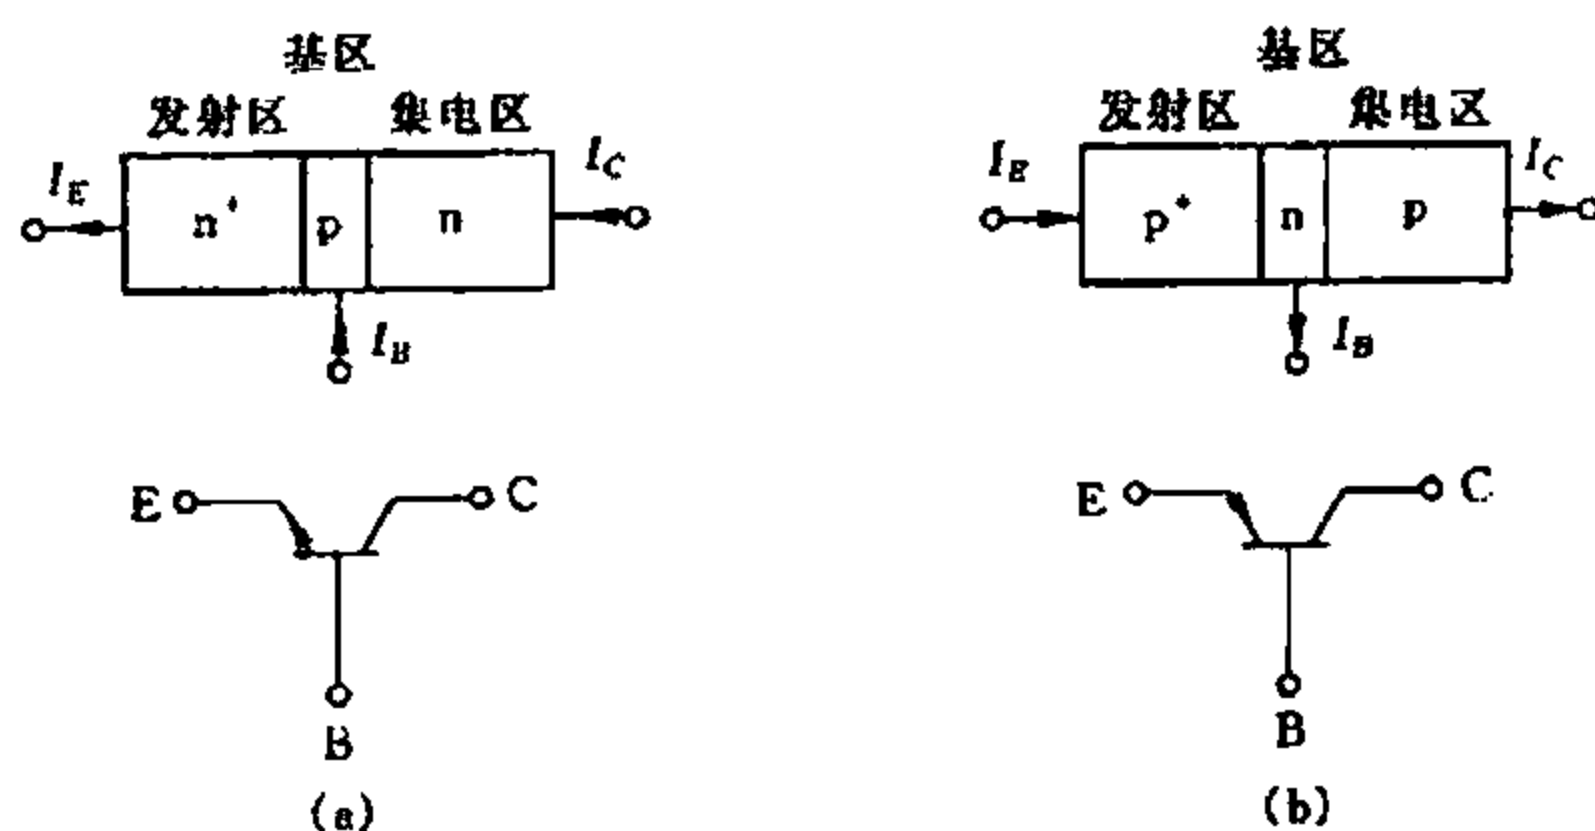 基区
发射区 集电区
I_E n⁺ p n I_C
I_B
E C
B
(a)
基区
发射区 集电区
I_E p⁺ n p I_C
I_B
E C
B
(b)